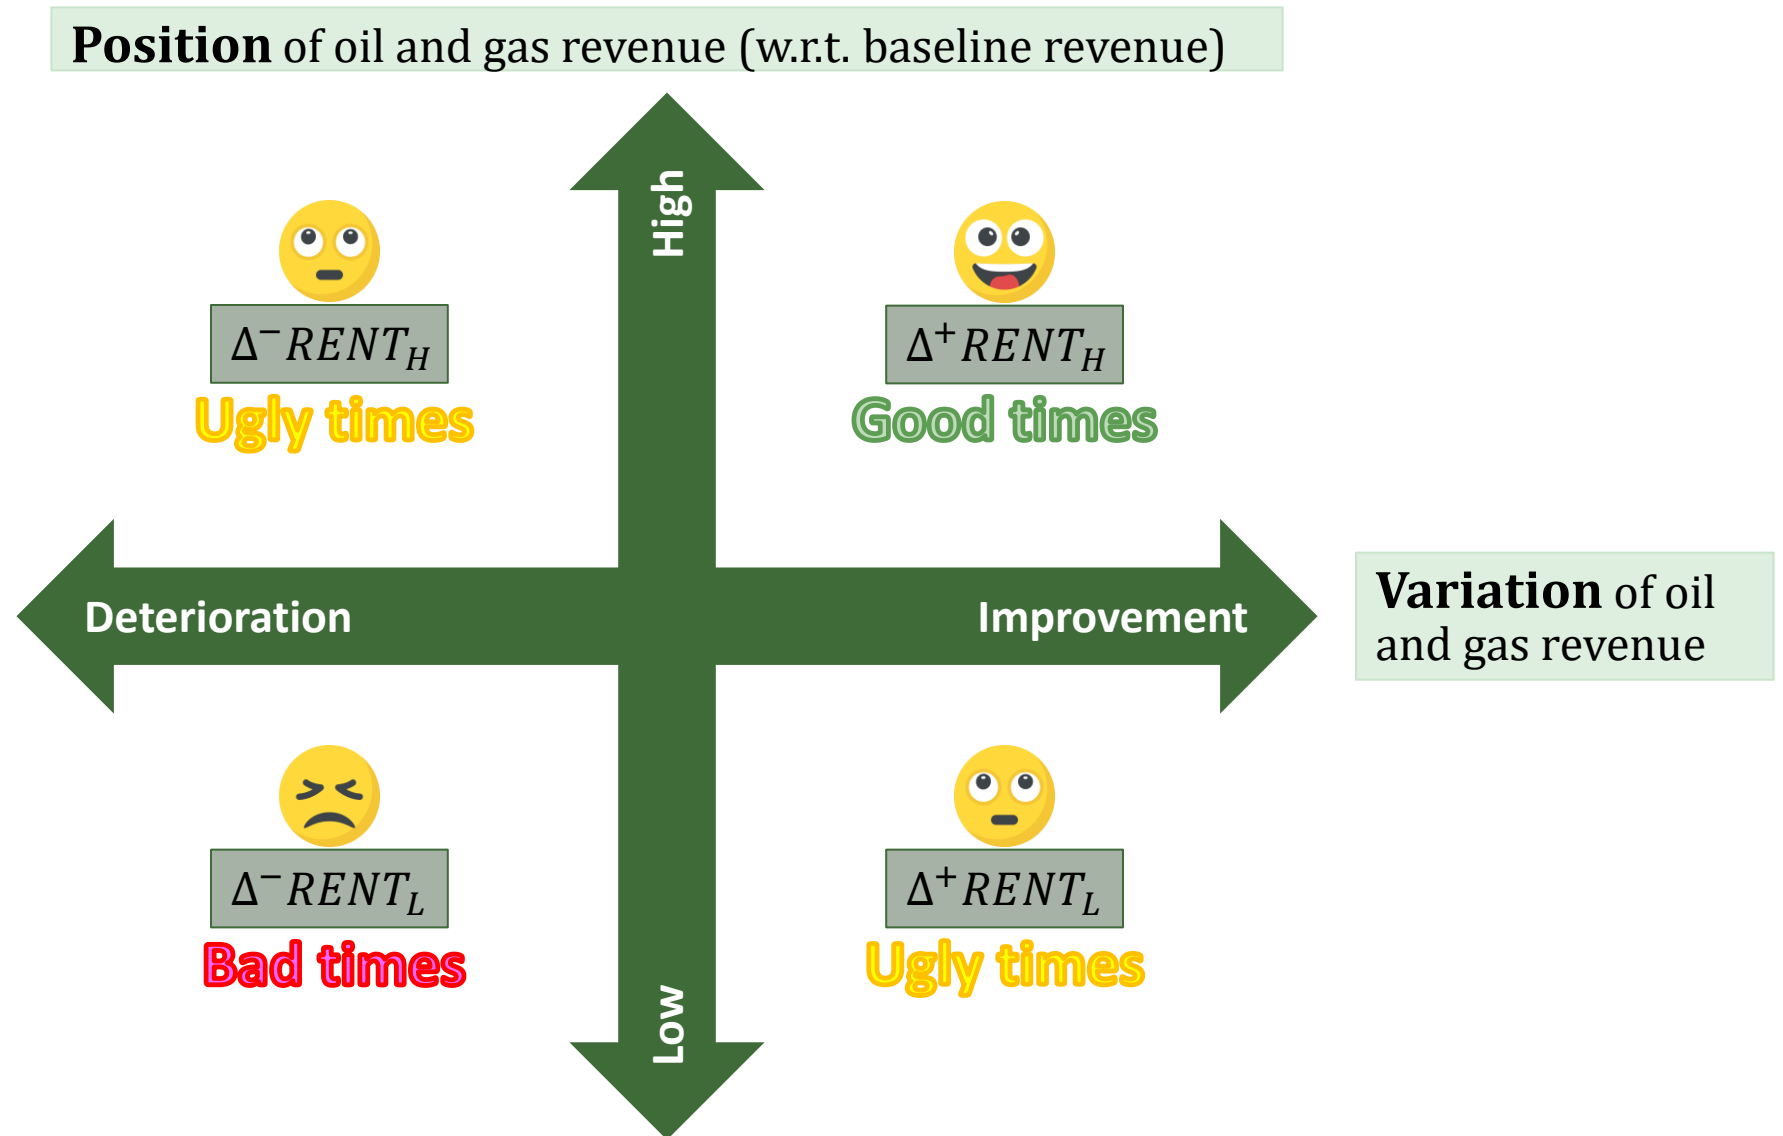 Position of oil and gas revenue (w.r.t. baseline revenue)
High
Δ⁻RENT_H
Ugly times
Δ⁺RENT_H
Good times
Deterioration
Improvement
Variation of oil
and gas revenue
Δ⁻RENT_L
Bad times
Δ⁺RENT_L
Ugly times
Low